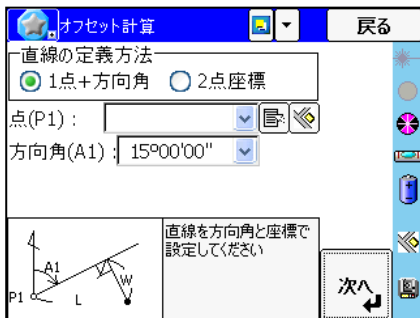 オフセット計算
戻る
直線の定義方法
1点+方向角 2点座標
点(P1):
方向角(A1): 15º00'00"
直線を方向角と座標で
設定してください
A1
W
P1
L
次へ